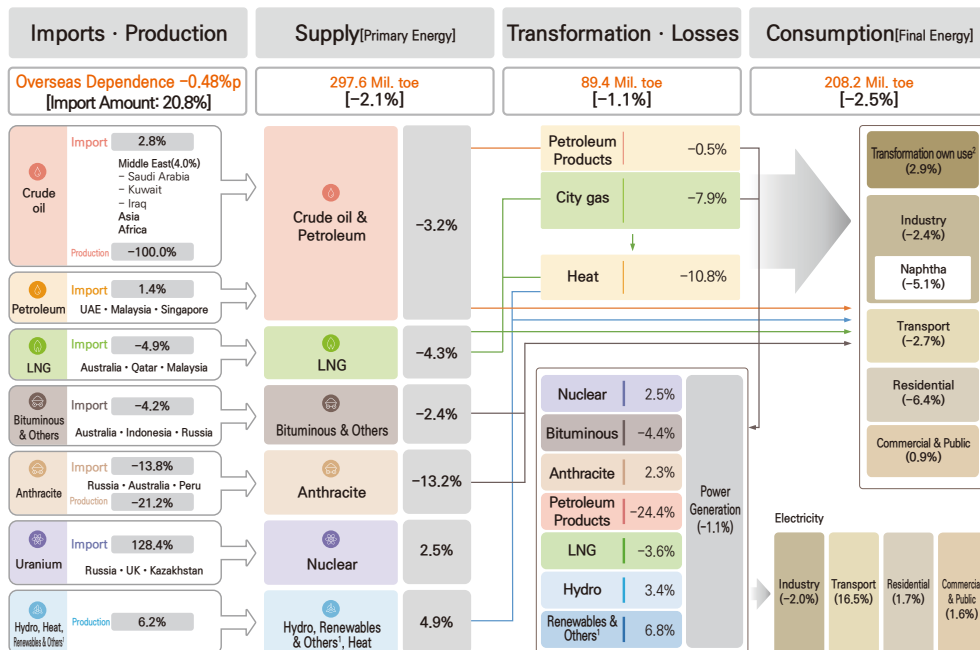 Imports · Production
Supply[Primary Energy]
Transformation · Losses
Consumption[Final Energy]
Overseas Dependence −0.48%p
[Import Amount: 20.8%]
297.6 Mil. toe
[−2.1%]
89.4 Mil. toe
[−1.1%]
208.2 Mil. toe
[−2.5%]
Crude
oil
Import 2.8%
Middle East(4.0%)
− Saudi Arabia
− Kuwait
− Iraq
Asia
Africa
Production −100.0%
Petroleum
Import 1.4%
UAE • Malaysia • Singapore
LNG
Import −4.9%
Australia • Qatar • Malaysia
Bituminous
& Others
Import −4.2%
Australia • Indonesia • Russia
Anthracite
Import −13.8%
Russia • Australia • Peru
Production −21.2%
Uranium
Import 128.4%
Russia • UK • Kazakhstan
Hydro, Heat,
Renewables & Others¹
Production 6.2%
Crude oil &
Petroleum
−3.2%
LNG
−4.3%
Bituminous & Others
−2.4%
Anthracite
−13.2%
Nuclear
2.5%
Hydro, Renewables
& Others¹, Heat
4.9%
Petroleum
Products
−0.5%
City gas
−7.9%
Heat
−10.8%
Nuclear 2.5%
Bituminous −4.4%
Anthracite 2.3%
Petroleum
Products
−24.4%
LNG −3.6%
Hydro 3.4%
Renewables &
Others¹
6.8%
Power
Generation
(−1.1%)
Transformation own use²
(2.9%)
Industry
(−2.4%)
Naphtha
(−5.1%)
Transport
(−2.7%)
Residential
(−6.4%)
Commercial & Public
(0.9%)
Electricity
Industry
(−2.0%)
Transport
(16.5%)
Residential
(1.7%)
Commercial
& Public
(1.6%)